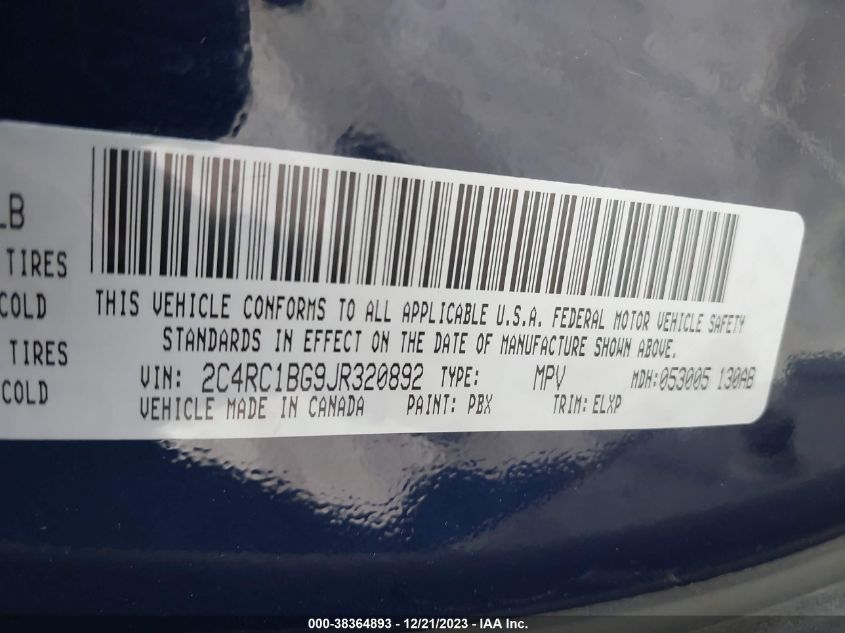 LB
TIRES
COLD
TIRES
COLD
THIS VEHICLE CONFORMS TO ALL APPLICABLE U.S.A. FEDERAL MOTOR VEHICLE SAFETY
STANDARDS IN EFFECT ON THE DATE OF MANUFACTURE SHOWN ABOVE.
VIN: 2C4RC1BG9JR320892 TYPE: MPV MDH:053005 130AB
VEHICLE MADE IN CANADA PAINT: PBX TRIM: ELXP
000-38364893 - 12/21/2023 - IAA Inc.